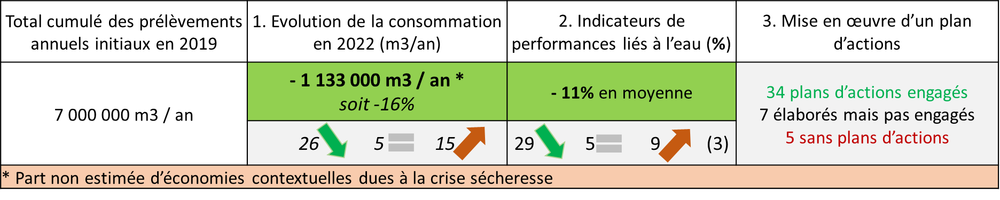 Total cumulé des prélèvements
annuels initiaux en 2019
1. Evolution de la consommation
en 2022 (m3/an)
2. Indicateurs de
performances liés à l’eau (%)
3. Mise en œuvre d’un plan
d’actions
7 000 000 m3 / an
- 1 133 000 m3 / an *
soit -16%
- 11% en moyenne
34 plans d’actions engagés
7 élaborés mais pas engagés
5 sans plans d’actions
26 5 15
29 5 9 (3)
* Part non estimée d’économies contextuelles dues à la crise sécheresse